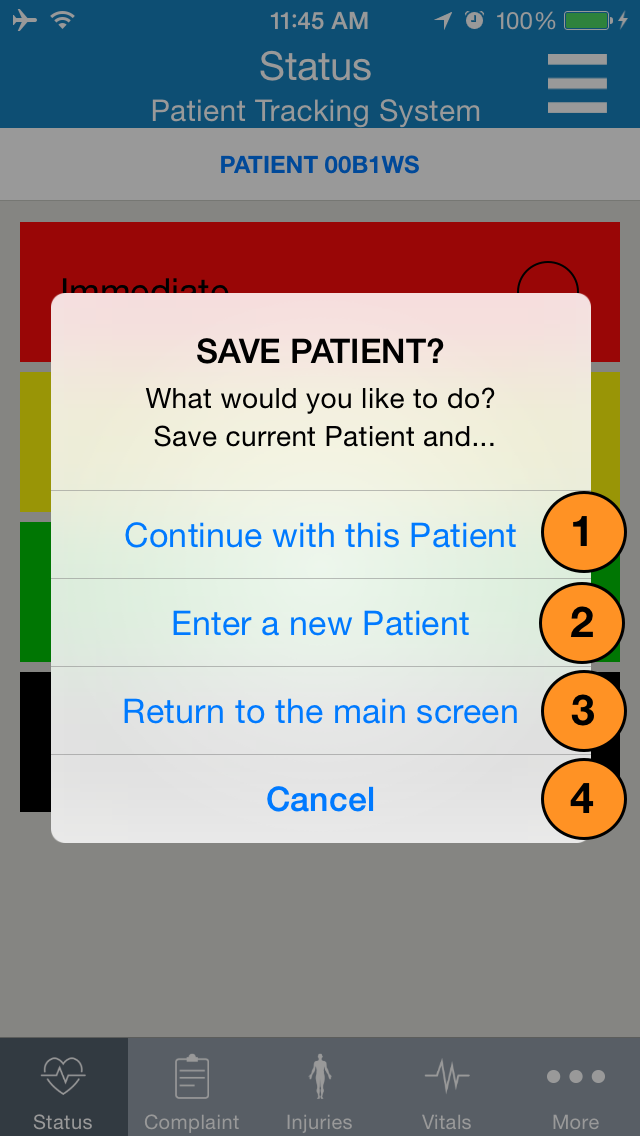 11:45 AM
100%
Status
Patient Tracking System
PATIENT 00B1WS
Immediate
SAVE PATIENT?
What would you like to do?
Save current Patient and...
Continue with this Patient
1
Enter a new Patient
2
Return to the main screen
3
Cancel
4
Status
Complaint
Injuries
Vitals
More